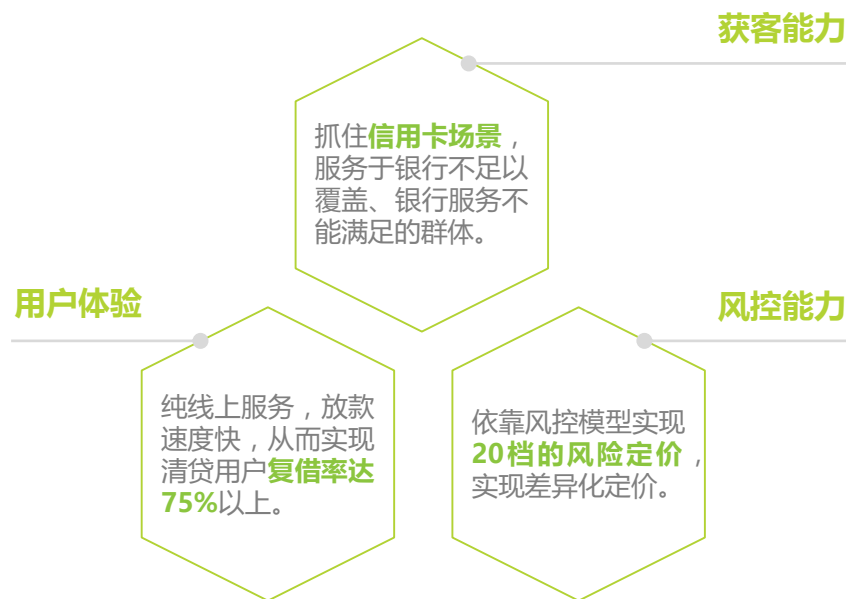 获客能力
抓住信用卡场景，
服务于银行不足以
覆盖、银行服务不
能满足的群体。
用户体验
纯线上服务，放款
速度快，从而实现
清贷用户复借率达
75%以上。
风控能力
依靠风控模型实现
20档的风险定价，
实现差异化定价。